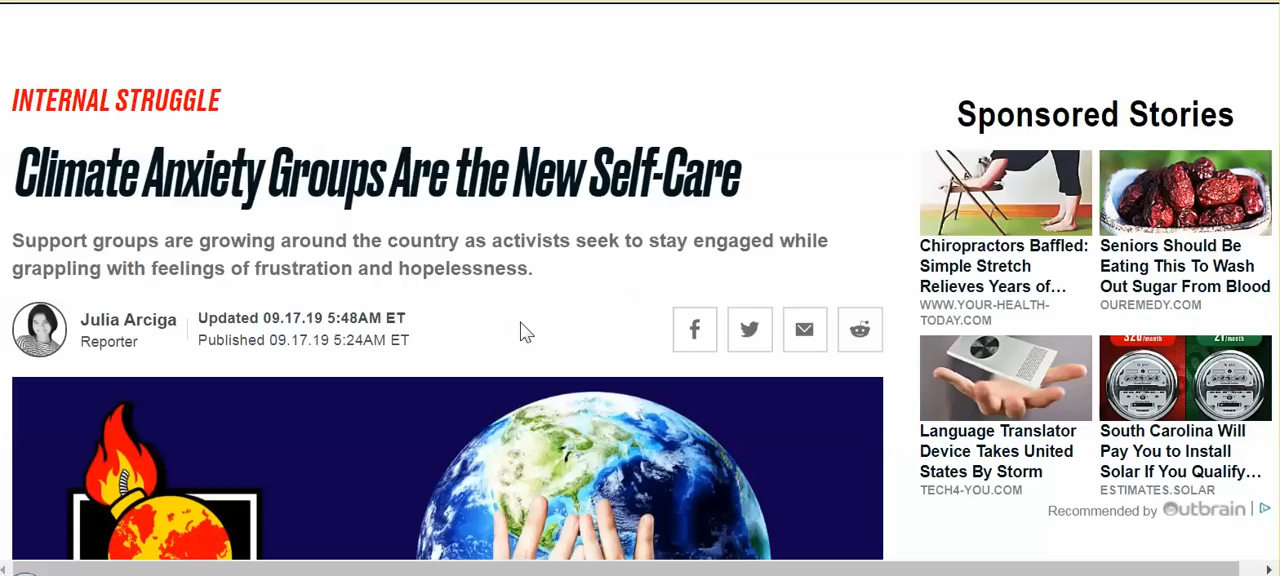 INTERNAL STRUGGLE
Climate Anxiety Groups Are the New Self-Care
Support groups are growing around the country as activists seek to stay engaged while
grappling with feelings of frustration and hopelessness.
Julia Arciga
Reporter
Updated 09.17.19 5:48AM ET
Published 09.17.19 5:24AM ET
Sponsored Stories
Chiropractors Baffled:
Simple Stretch
Relieves Years of…
WWW.YOUR-HEALTH-
TODAY.COM
Seniors Should Be
Eating This To Wash
Out Sugar From Blood
OUREMEDY.COM
Language Translator
Device Takes United
States By Storm
TECH4-YOU.COM
/month
/month
South Carolina Will
Pay You to Install
Solar If You Qualify…
ESTIMATES.SOLAR
Recommended by Outbrain